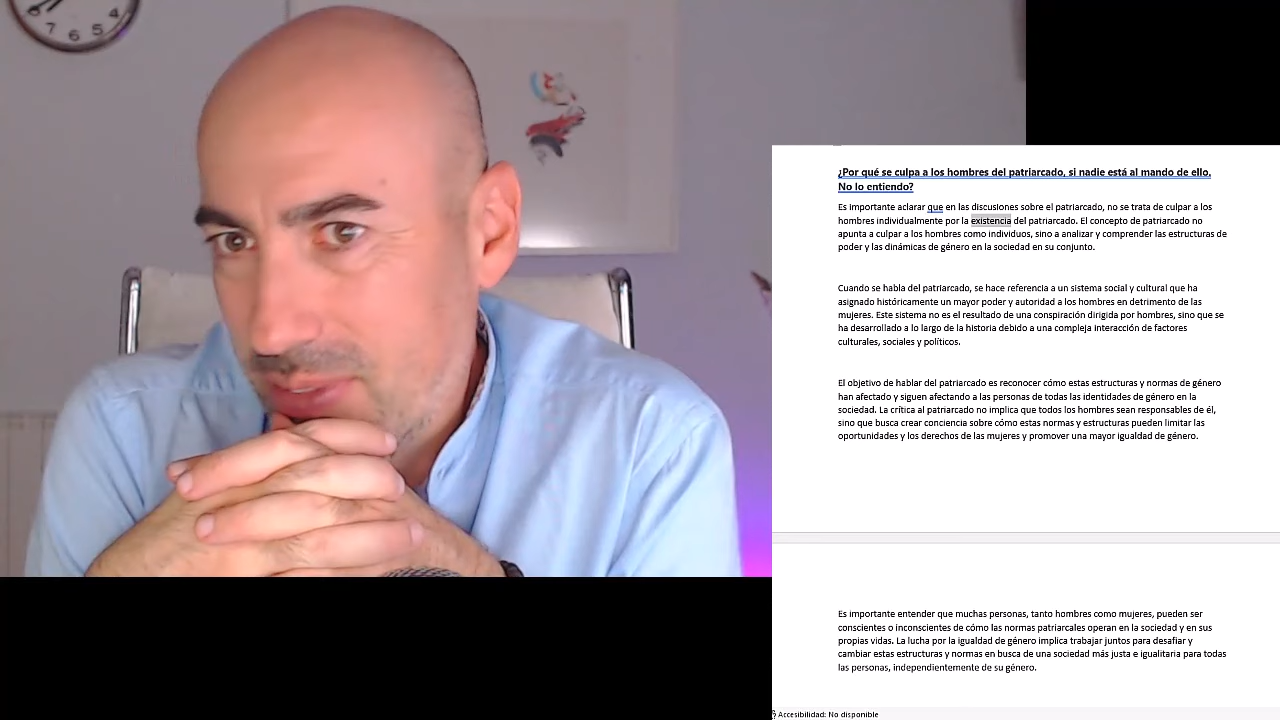 7 6 5 4
¿Por qué se culpa a los hombres del patriarcado, si nadie está al mando de ello.
No lo entiendo?
Es importante aclarar que en las discusiones sobre el patriarcado, no se trata de culpar a los
hombres individualmente por la existencia del patriarcado. El concepto de patriarcado no
apunta a culpar a los hombres como individuos, sino a analizar y comprender las estructuras de
poder y las dinámicas de género en la sociedad en su conjunto.
Cuando se habla del patriarcado, se hace referencia a un sistema social y cultural que ha
asignado históricamente un mayor poder y autoridad a los hombres en detrimento de las
mujeres. Este sistema no es el resultado de una conspiración dirigida por hombres, sino que se
ha desarrollado a lo largo de la historia debido a una compleja interacción de factores
culturales, sociales y políticos.
El objetivo de hablar del patriarcado es reconocer cómo estas estructuras y normas de género
han afectado y siguen afectando a las personas de todas las identidades de género en la
sociedad. La crítica al patriarcado no implica que todos los hombres sean responsables de él,
sino que busca crear conciencia sobre cómo estas normas y estructuras pueden limitar las
oportunidades y los derechos de las mujeres y promover una mayor igualdad de género.
Es importante entender que muchas personas, tanto hombres como mujeres, pueden ser
conscientes o inconscientes de cómo las normas patriarcales operan en la sociedad y en sus
propias vidas. La lucha por la igualdad de género implica trabajar juntos para desafiar y
cambiar estas estructuras y normas en busca de una sociedad más justa e igualitaria para todas
las personas, independientemente de su género.
Accesibilidad: No disponible